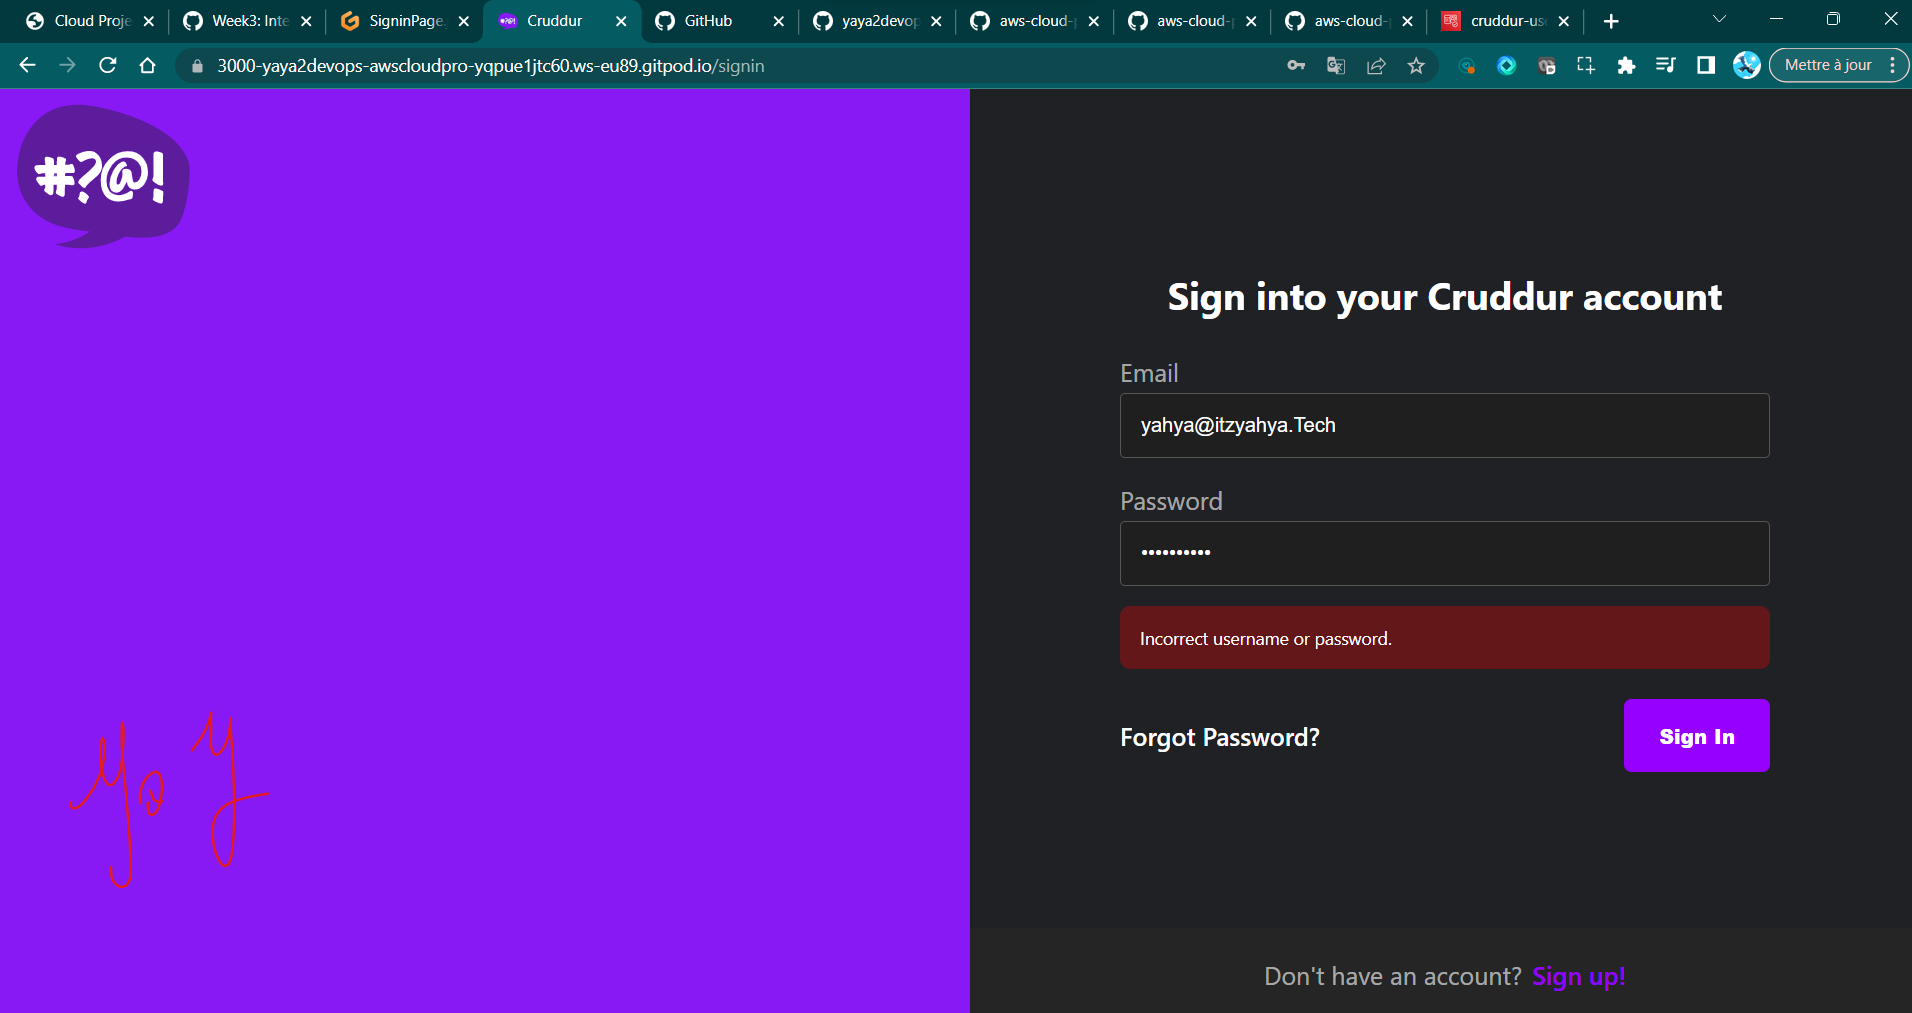 Cloud Proje
Week3: Inte
SigninPage.
Cruddur
GitHub
yaya2devop
aws-cloud-p
aws-cloud-p
aws-cloud-p
cruddur-use
3000-yaya2devops-awscloudpro-yqpue1jtc60.ws-eu89.gitpod.io/signin
Mettre à jour
#?@!
Sign into your Cruddur account
Email
yahya@itzyahya.Tech
Password
••••••••••
Incorrect username or password.
Forgot Password?
Sign In
Don't have an account? Sign up!